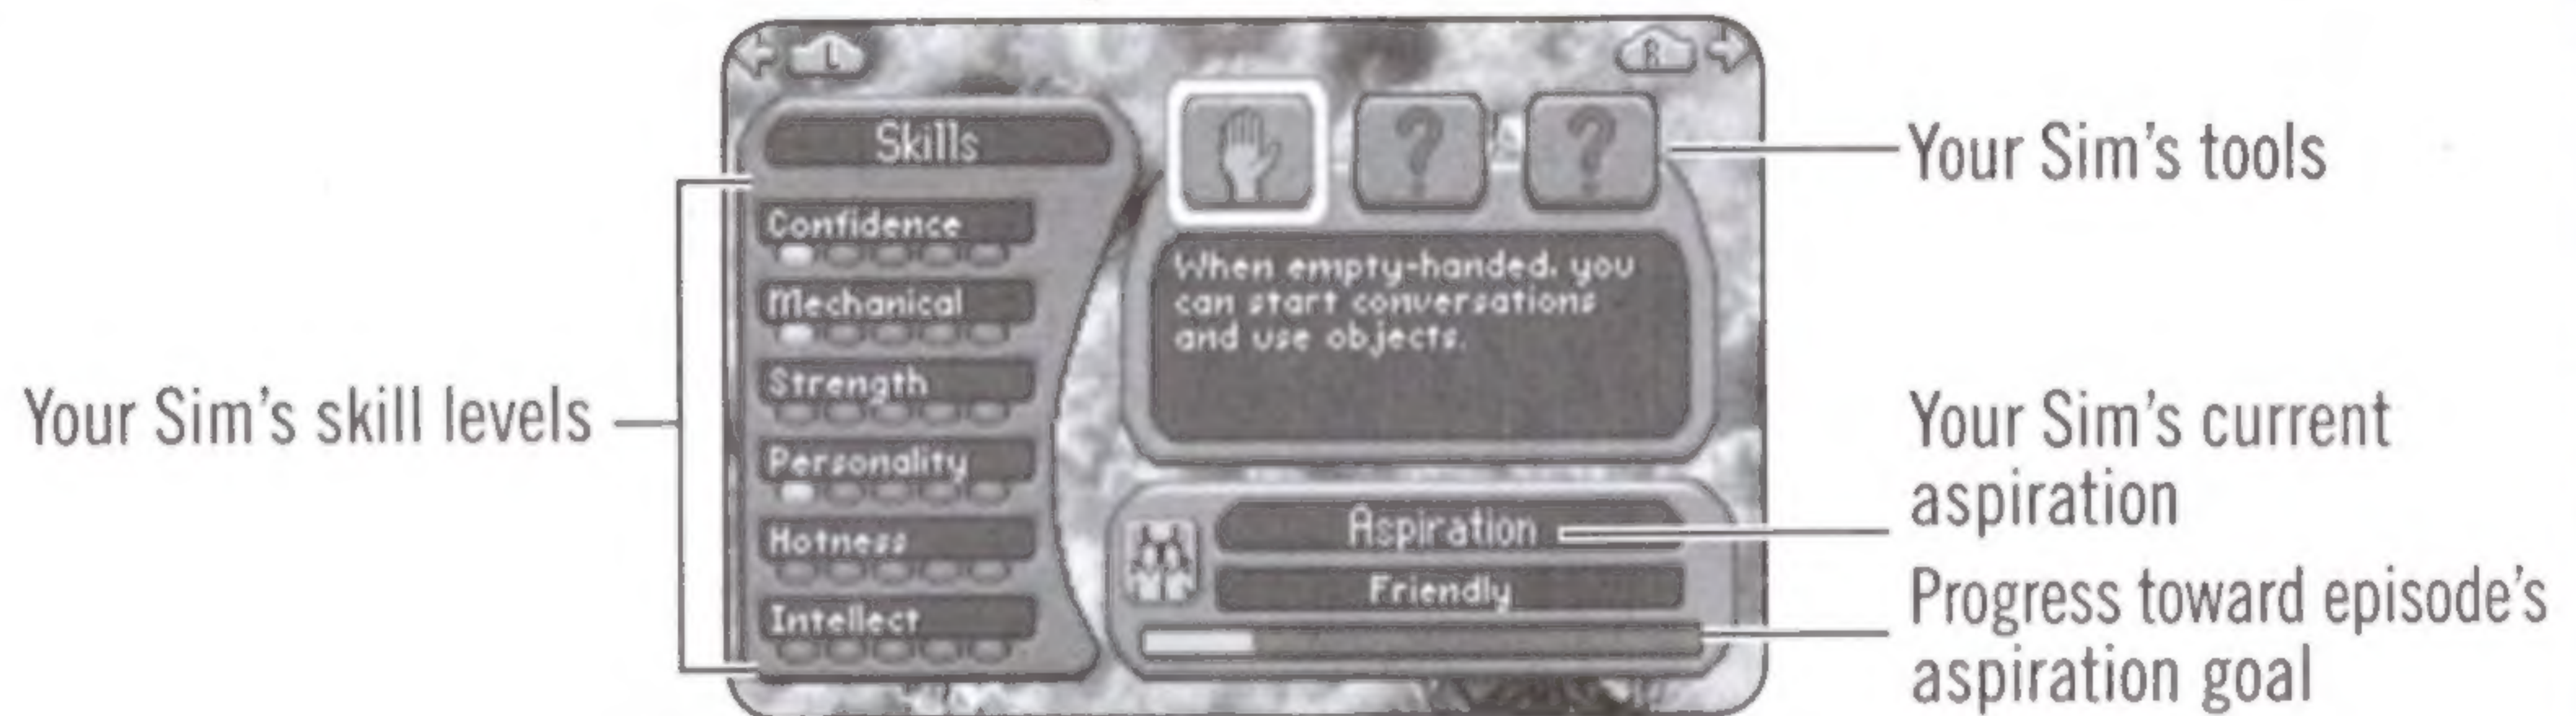 L
R
Skills
Your Sim's tools
Confidence
When empty-handed, you
can start conversations
and use objects.
Mechanical
Strength
Your Sim's skill levels
Personality
Your Sim's current
aspiration
Aspiration
Hotness
Friendly
Progress toward episode's
aspiration goal
Intellect